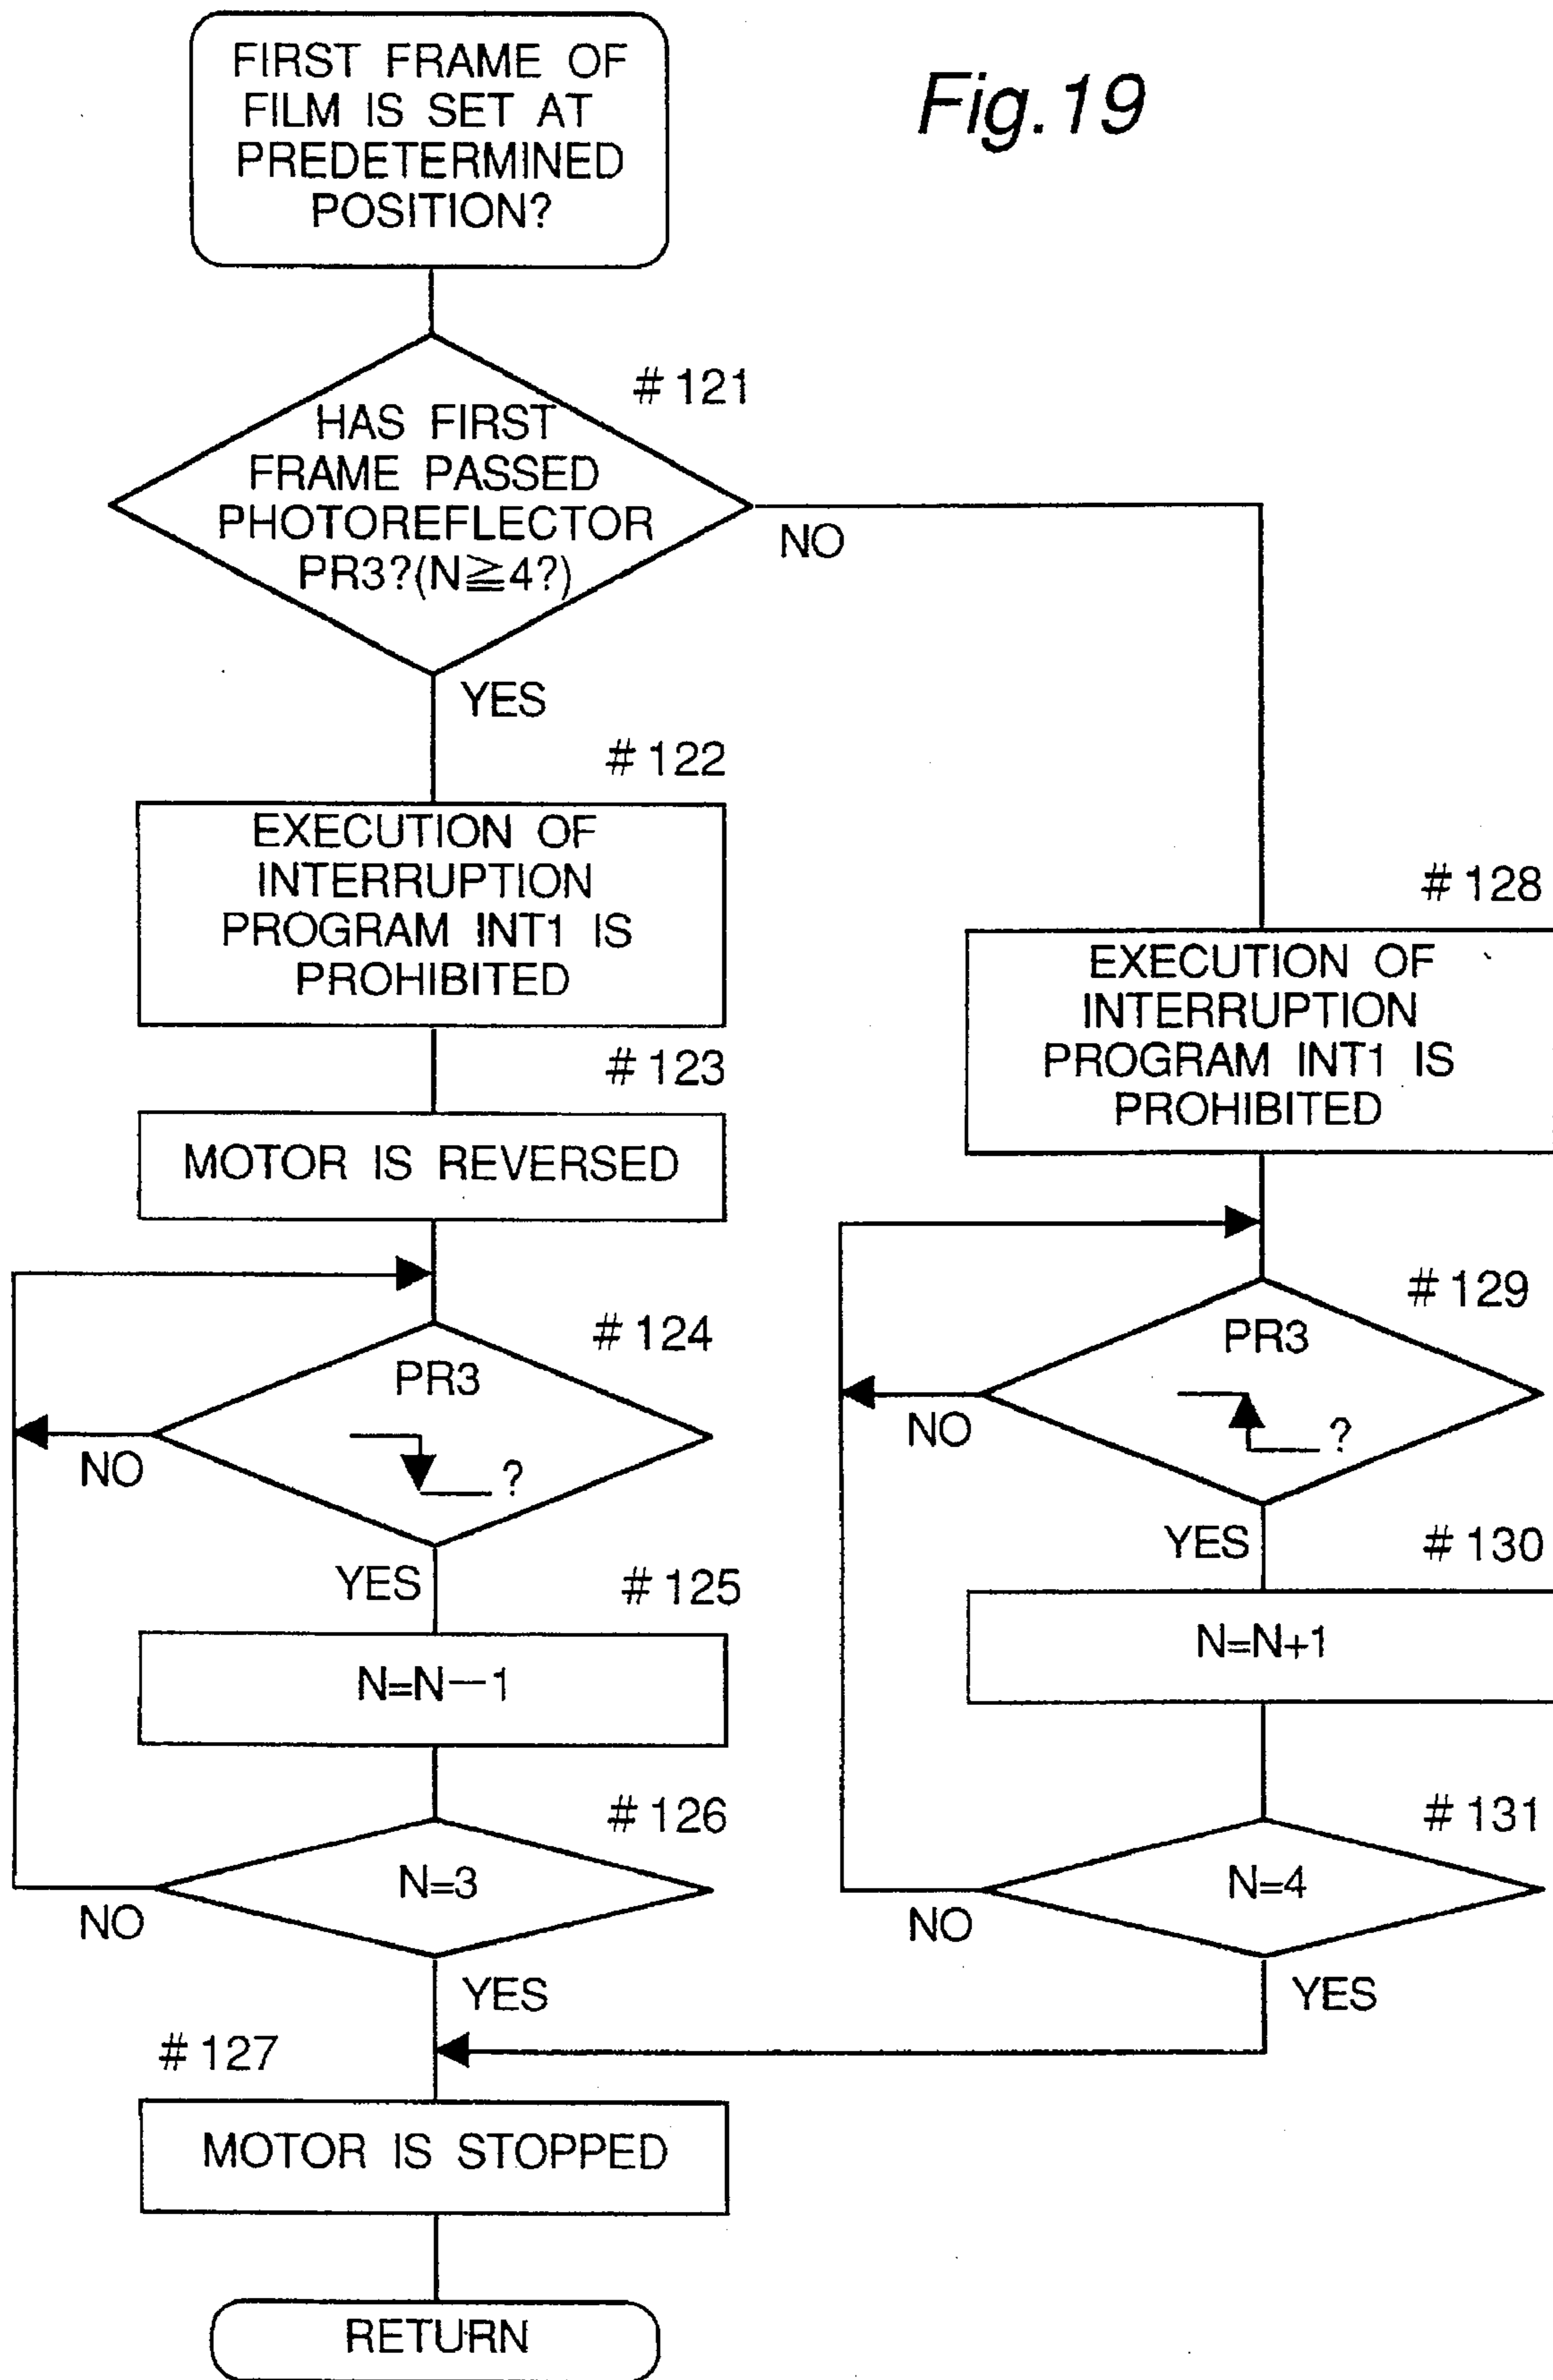 FIRST FRAME OF
FILM IS SET AT
PREDETERMINED
POSITION?
Fig.19
#121
HAS FIRST
FRAME PASSED
PHOTOREFLECTOR
PR3?(N≧4?)
NO
YES
#122
EXECUTION OF
INTERRUPTION
PROGRAM INT1 IS
PROHIBITED
#123
MOTOR IS REVERSED
#124
PR3
?
NO
YES
#125
N=N-1
#126
N=3
NO
YES
#128
EXECUTION OF
INTERRUPTION
PROGRAM INT1 IS
PROHIBITED
#129
PR3
?
NO
YES
#130
N=N+1
#131
N=4
NO
YES
#127
MOTOR IS STOPPED
RETURN